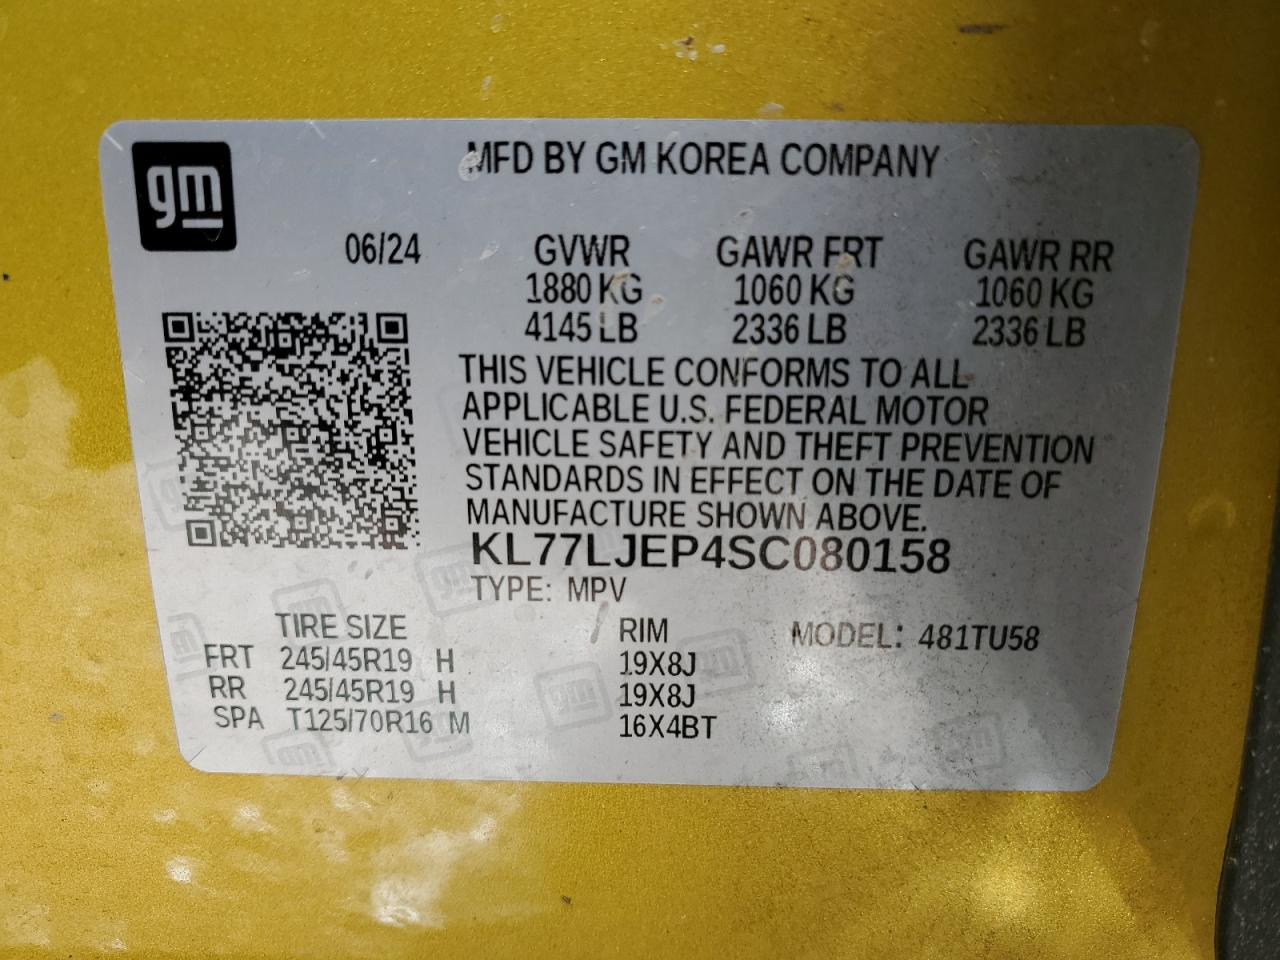 gm
MFD BY GM KOREA COMPANY
06/24 GVWR GAWR FRT GAWR RR
1880 KG 1060 KG 1060 KG
4145 LB 2336 LB 2336 LB
THIS VEHICLE CONFORMS TO ALL
APPLICABLE U.S. FEDERAL MOTOR
VEHICLE SAFETY AND THEFT PREVENTION
STANDARDS IN EFFECT ON THE DATE OF
MANUFACTURE SHOWN ABOVE.
KL77LJEP4SC080158
TYPE: MPV
TIRE SIZE RIM MODEL: 481TU58
FRT 245/45R19 H 19X8J
RR 245/45R19 H 19X8J
SPA T125/70R16 M 16X4BT